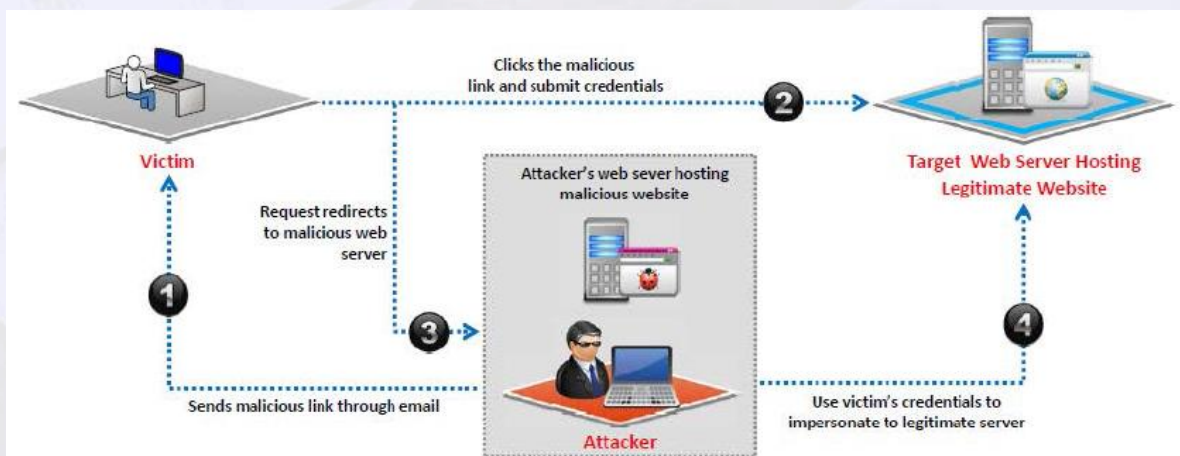 Clicks the malicious
link and submit credentials
2
Victim
Target Web Server Hosting
Legitimate Website
Attacker's web sever hosting
malicious website
Request redirects
to malicious web
server
1
3
4
Sends malicious link through email
Use victim's credentials to
impersonate to legitimate server
Attacker